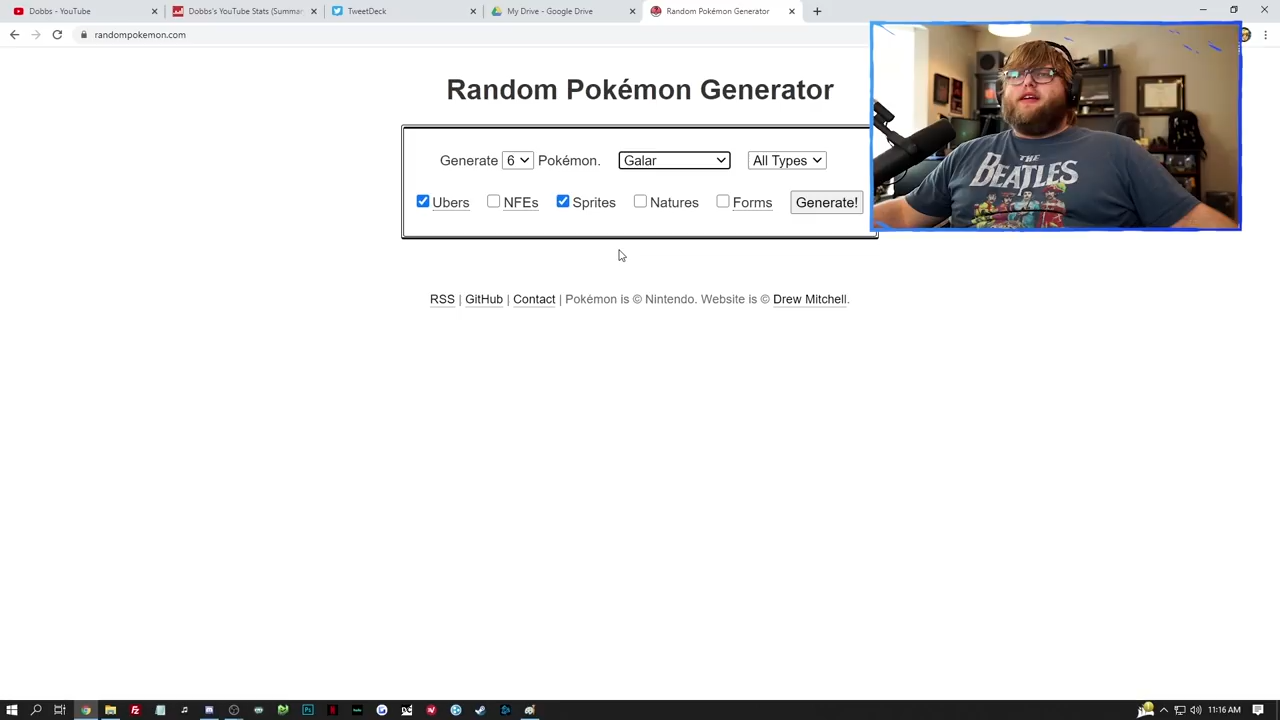 Dobbs - YouTube
Dobbs's YouTube Stats (Summar
TweetDeck
My Drive - Google Drive
Random Pokémon Generator
randompokemon.com
Random Pokémon Generator
Generate 6 Pokémon. Galar All Types
Ubers NFEs Sprites Natures Forms Generate!
THE
BEATLES
RSS | GitHub | Contact | Pokémon is © Nintendo. Website is © Drew Mitchell.
11:16 AM